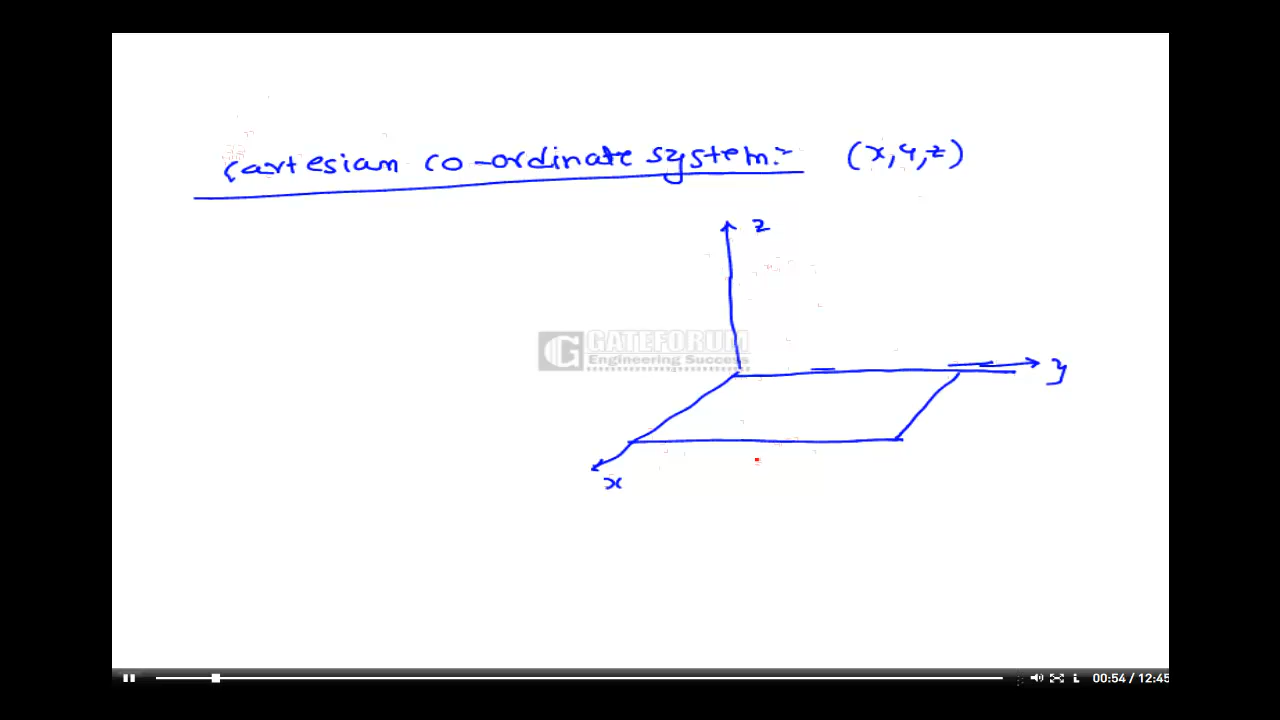 Cartesian co-ordinate system:- (x,y,z)
z
GATEFORUM
Engineering Success
y
x
00:54 / 12:45